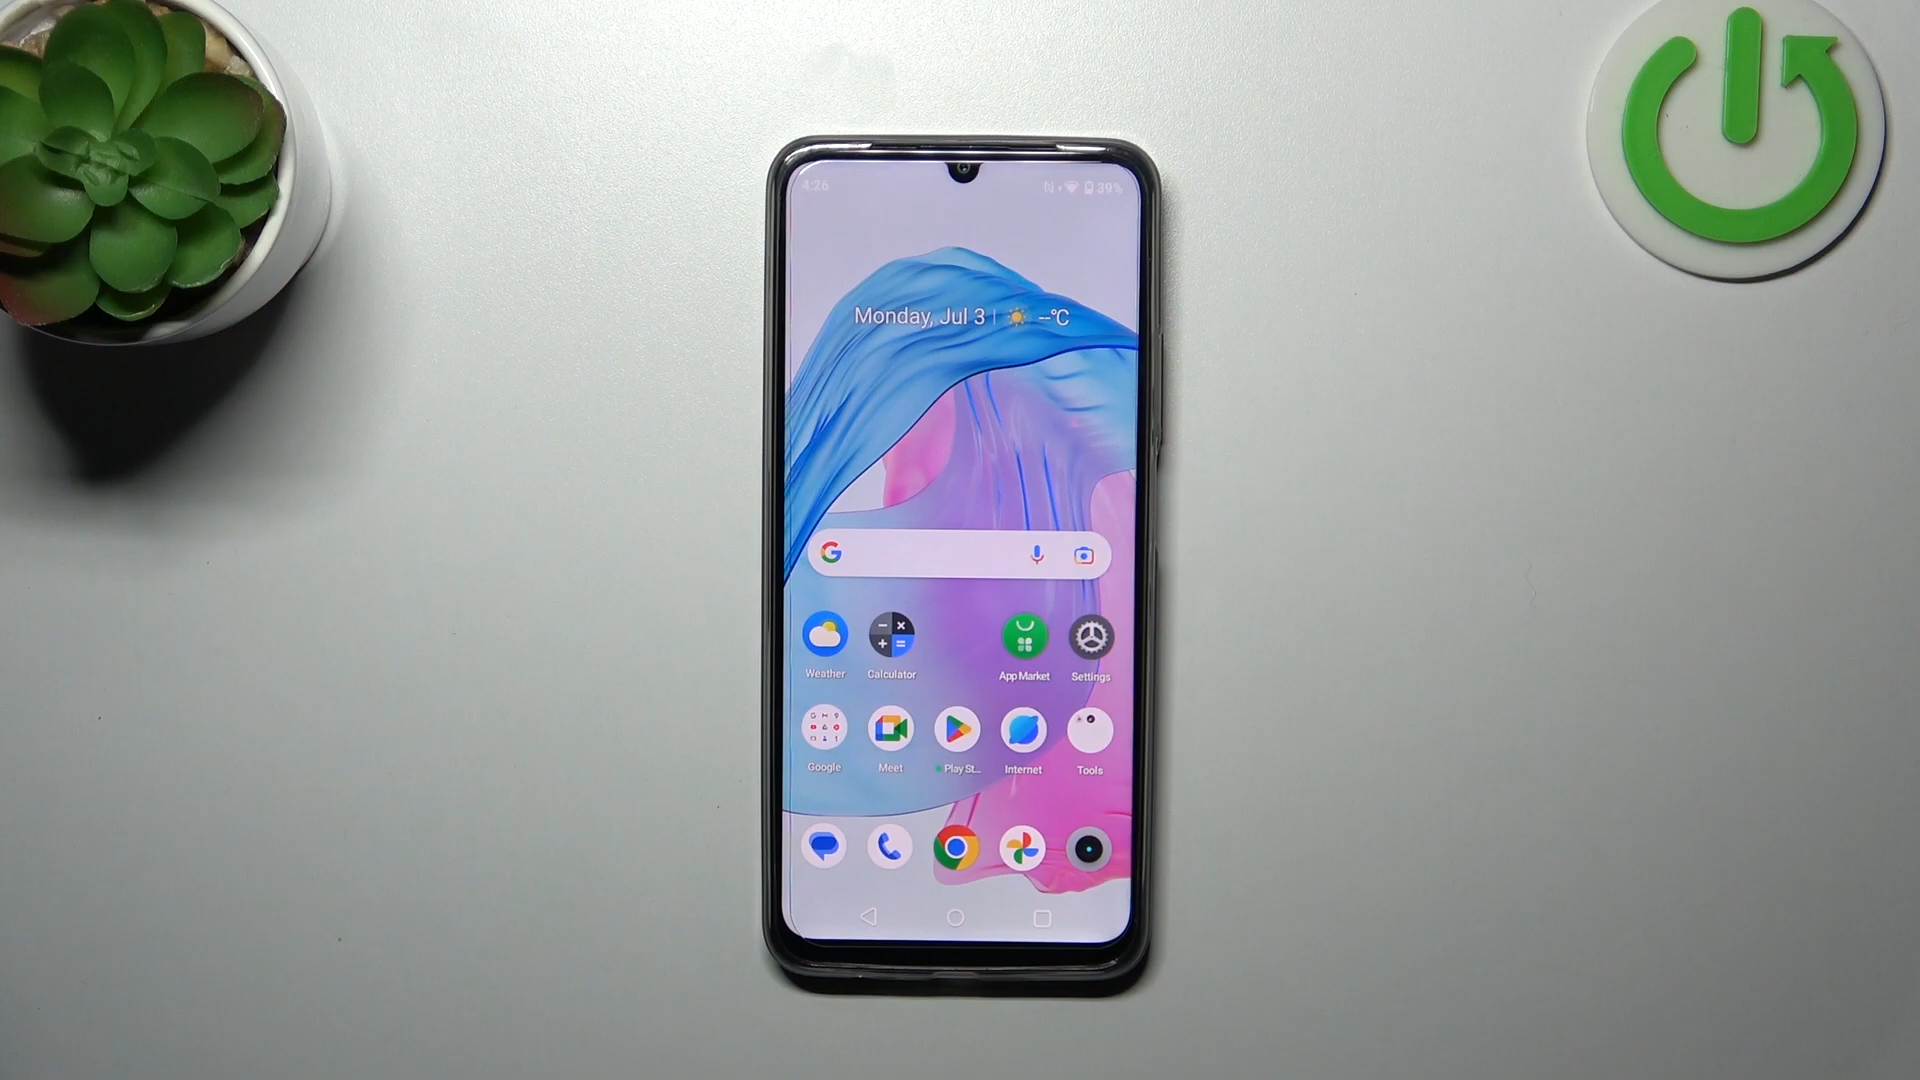 4:26
39%
Monday, Jul 3 | --°C
G
Weather Calculator App Market Settings
Google Meet Play St... Internet Tools